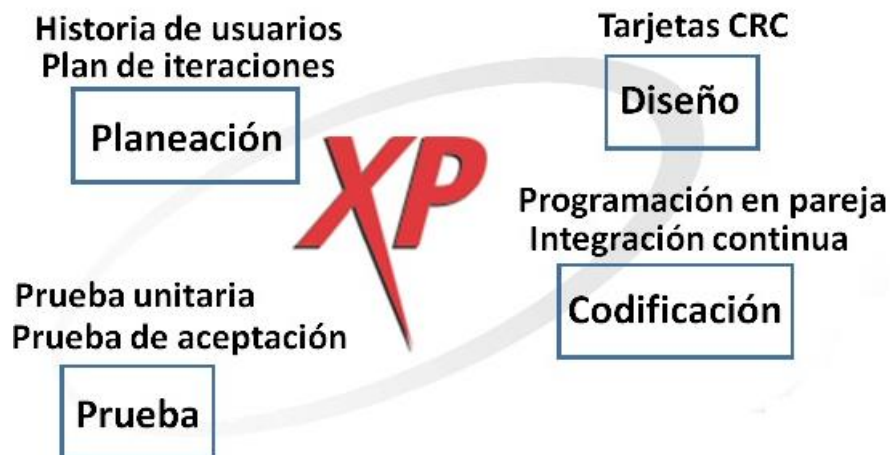 Historia de usuarios
Plan de iteraciones
Planeación
Tarjetas CRC
Diseño
XP
Programación en pareja
Integración continua
Codificación
Prueba unitaria
Prueba de aceptación
Prueba